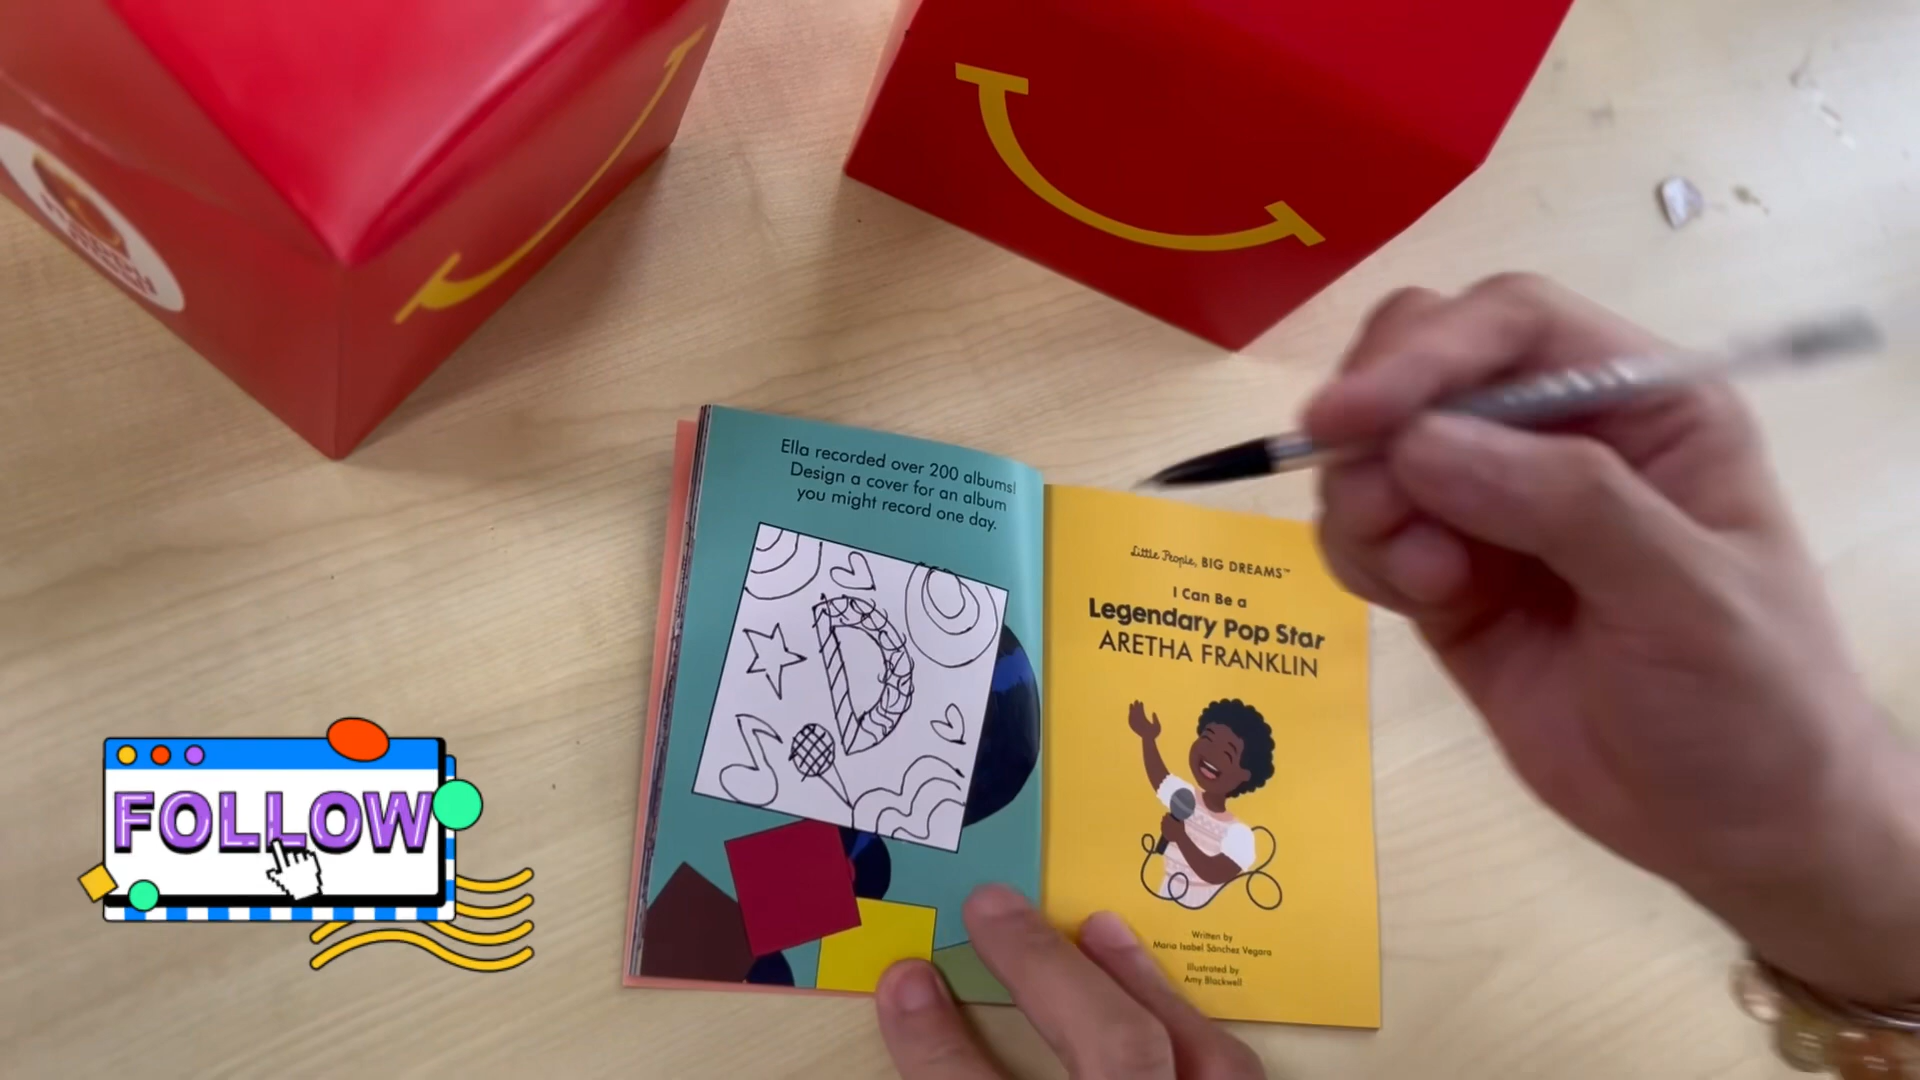 Ella recorded over 200 albums!
Design a cover for an album
you might record one day.
Little People, BIG DREAMS™
I Can Be a
Legendary Pop Star
ARETHA FRANKLIN
Written by
Maria Isabel Sánchez Vegara
Illustrated by
Amy Blackwell
FOLLOW